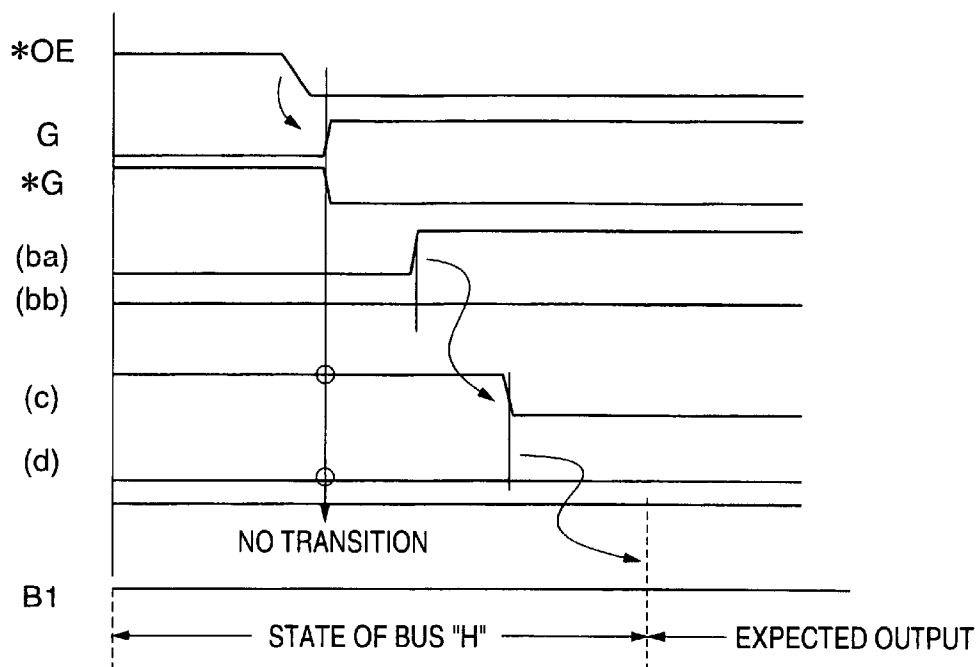 *OE
G
*G
(ba)
(bb)
(c)
(d)
NO TRANSITION
B1
STATE OF BUS "H"
EXPECTED OUTPUT